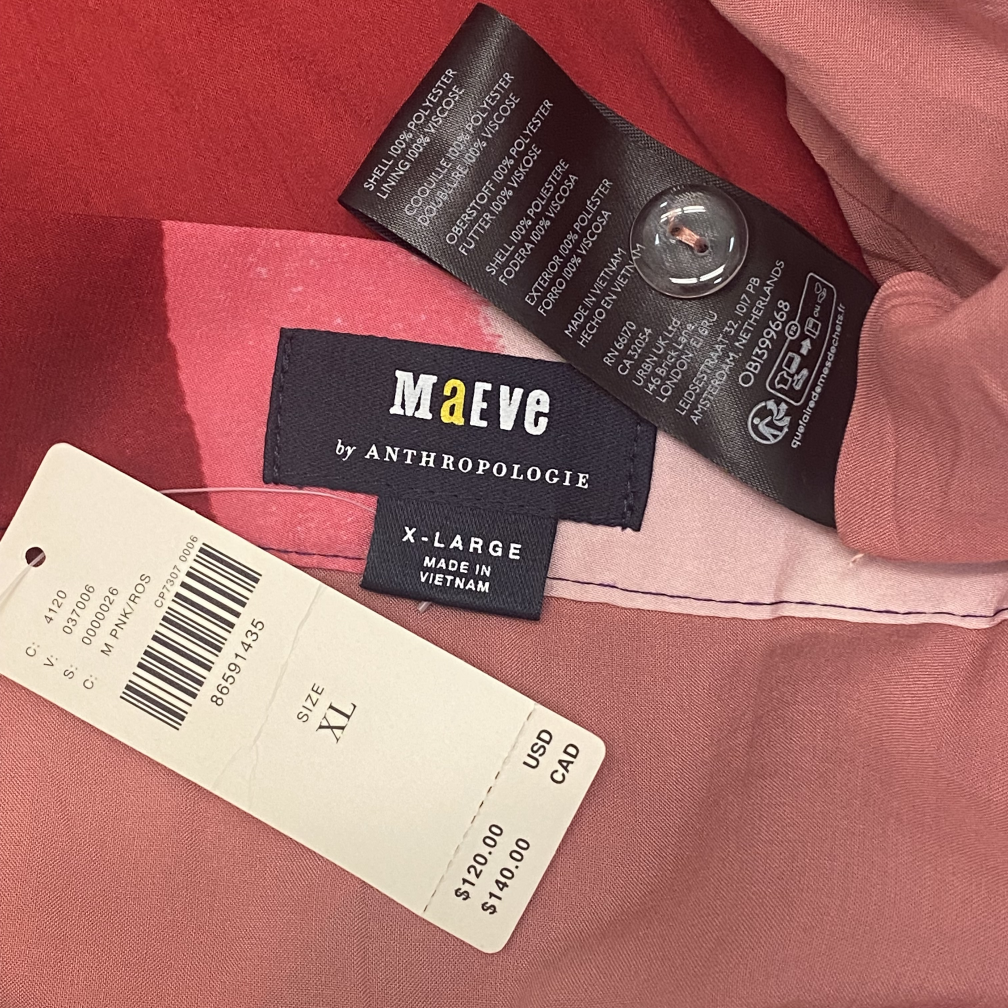 SHELL 100% POLYESTER
LINING 100% VISCOSE
COQUILLE 100% POLYESTER
DOUBLURE 100% VISCOSE
OBERSTOFF 100% POLYESTER
FUTTER 100% VISKOSE
SHELL 100% POLIESTERE
FODERA 100% VISCOSA
EXTERIOR 100% POLIÉSTER
FORRO 100% VISCOSA
MADE IN VIETNAM
HECHO EN VIETNAM
RN 66170
CA 32054
URBN UK Ltd.
146 Brick Lane,
LONDON, E1 6RU
LEIDSESTRAAT 32, 1017 PB
AMSTERDAM, NETHERLANDS
OB1399668
FR
ou
quefairedemesdechets.fr
MaEVe
by ANTHROPOLOGIE
X-LARGE
MADE IN
VIETNAM
C: 4120
V: 037006
S: 0000026
C: M PNK/ROS
CP7307 0006
86591435
SIZE
XL
USD $120.00
CAD $140.00